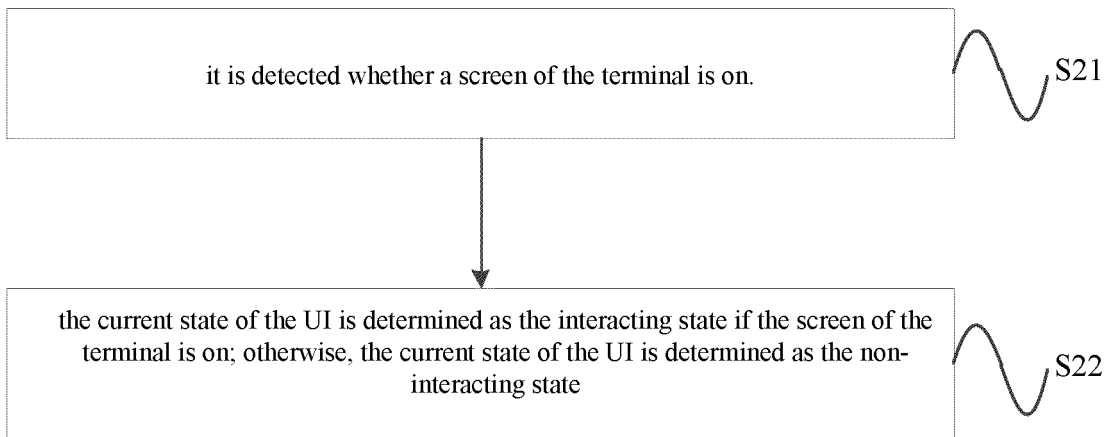 it is detected whether a screen of the terminal is on.
S21
the current state of the UI is determined as the interacting state if the screen of the
terminal is on; otherwise, the current state of the UI is determined as the non-
interacting state
S22